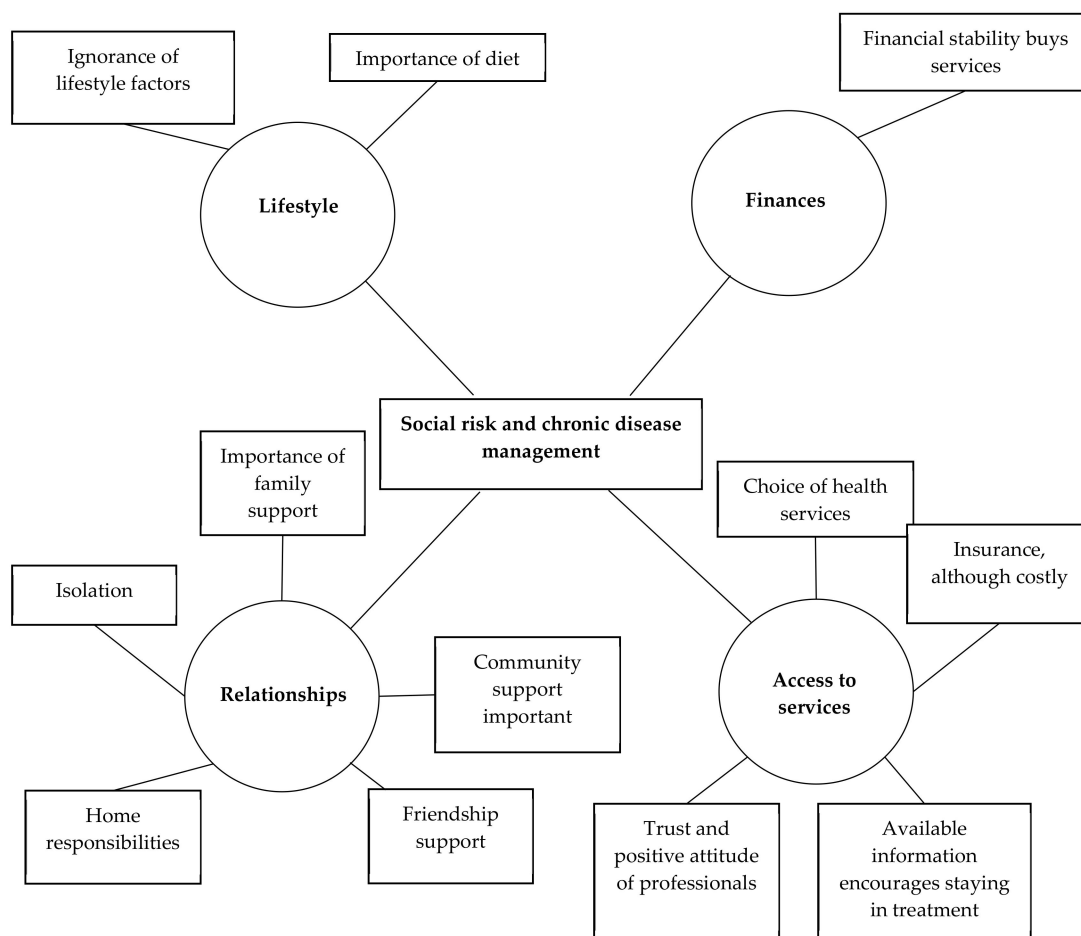 Ignorance of
lifestyle factors
Importance of diet
Financial stability buys
services
Lifestyle
Finances
Social risk and chronic disease
management
Importance of
family
support
Choice of health
services
Insurance,
although costly
Isolation
Community
support
important
Relationships
Access to
services
Home
responsibilities
Friendship
support
Trust and
positive attitude
of professionals
Available
information
encourages staying
in treatment